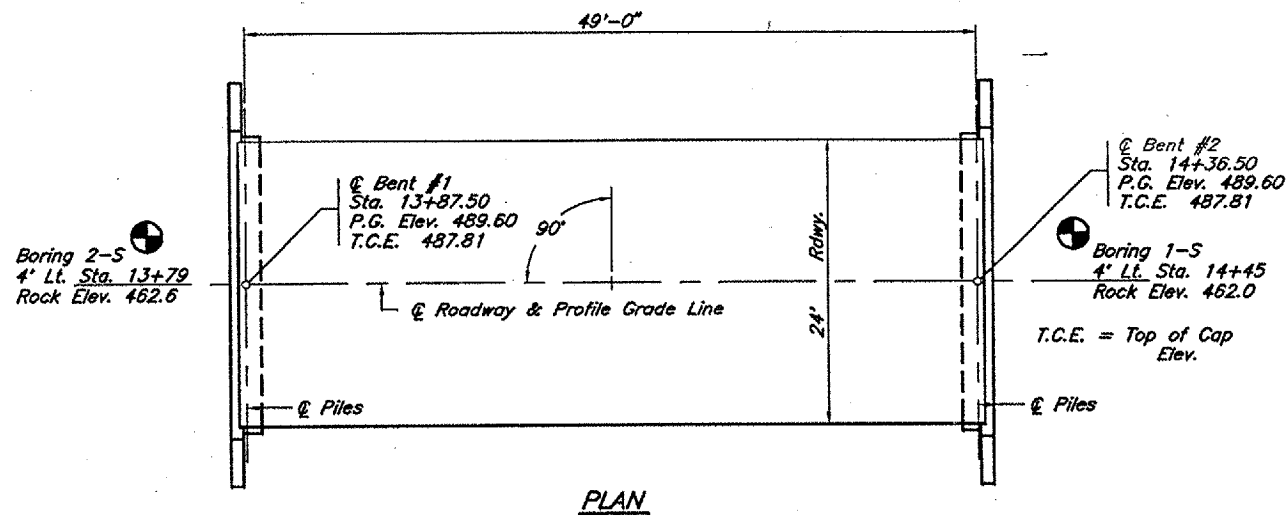 49'-0"
℄ Bent #1
Sta. 13+87.50
P.G. Elev. 489.60
T.C.E. 487.81
90°
Boring 2-S
4' Lt. Sta. 13+79
Rock Elev. 462.6
℄ Roadway & Profile Grade Line
Rdwy.
24'
℄ Bent #2
Sta. 14+36.50
P.G. Elev. 489.60
T.C.E. 487.81
Boring 1-S
4' Lt. Sta. 14+45
Rock Elev. 462.0
T.C.E. = Top of Cap
Elev.
℄ Piles
℄ Piles
PLAN